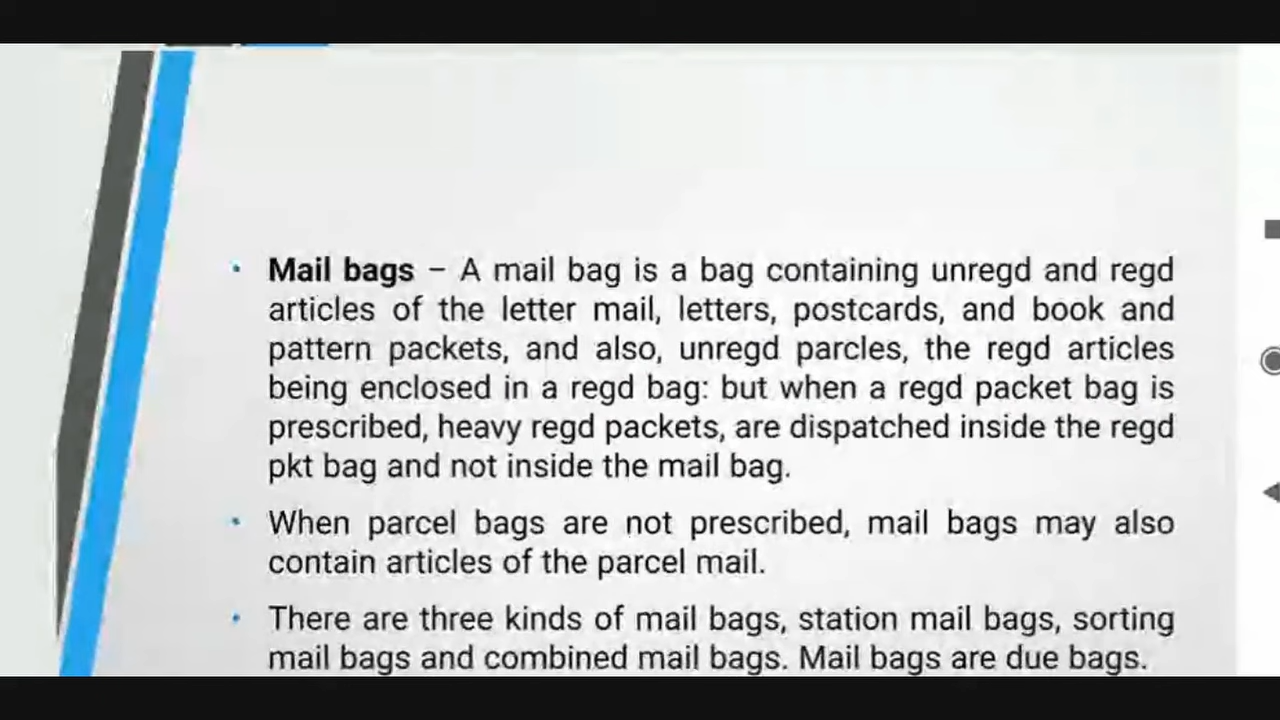 • Mail bags – A mail bag is a bag containing unregd and regd
articles of the letter mail, letters, postcards, and book and
pattern packets, and also, unregd parcles, the regd articles
being enclosed in a regd bag: but when a regd packet bag is
prescribed, heavy regd packets, are dispatched inside the regd
pkt bag and not inside the mail bag.
• When parcel bags are not prescribed, mail bags may also
contain articles of the parcel mail.
• There are three kinds of mail bags, station mail bags, sorting
mail bags and combined mail bags. Mail bags are due bags.